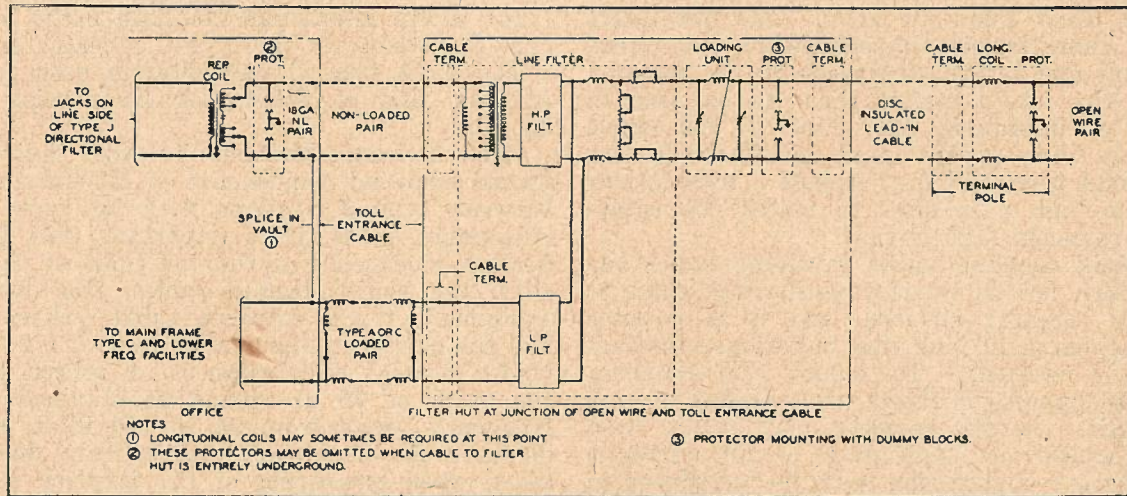 ②
PROT.
REP.
COIL
TO
JACKS ON
LINE SIDE
OF TYPE J
DIRECTIONAL
FILTER
18GA
NL
PAIR
NON-LOADED
PAIR
CABLE
TERM.
LINE FILTER
H.P.
FILT.
LOADING
UNIT
③
PROT.
CABLE
TERM.
DISC
INSULATED
LEAD-IN
CABLE
CABLE
TERM.
LONG.
COIL
PROT.
OPEN
WIRE
PAIR
TERMINAL
POLE
SPLICE IN
VAULT
①
TOLL
ENTRANCE
CABLE
CABLE
TERM.
TO MAIN FRAME
TYPE C AND LOWER
FREQ. FACILITIES
TYPE A OR C
LOADED
PAIR
L P
FILT.
OFFICE
FILTER HUT AT JUNCTION OF OPEN WIRE AND TOLL ENTRANCE CABLE
NOTES
① LONGITUDINAL COILS MAY SOMETIMES BE REQUIRED AT THIS POINT
② THESE PROTECTORS MAY BE OMITTED WHEN CABLE TO FILTER
HUT IS ENTIRELY UNDERGROUND.
③ PROTECTOR MOUNTING WITH DUMMY BLOCKS.